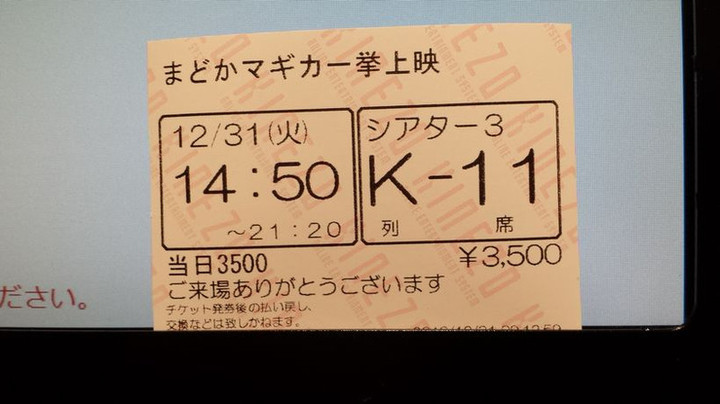 まどかマギカ一挙上映
12/31(火)
14:50
～21:20
シアター3
K-11
列 席
当日3500
￥3,500
ご来場ありがとうございます
チケット発券後の払い戻し、
交換などは致しかねます。
ださい。
KINEZO